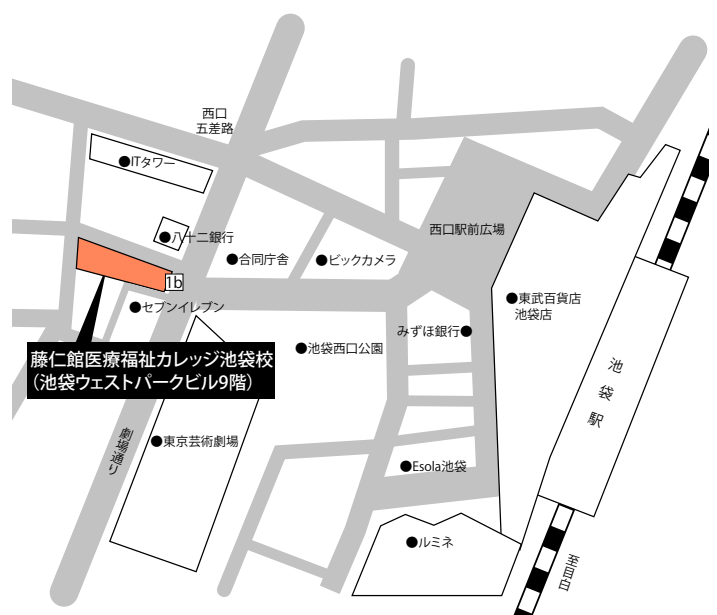 西口
五差路
●ITタワー
●八十二銀行
●合同庁舎
●ビックカメラ
西口駅前広場
1b
●セブンイレブン
●東武百貨店
池袋店
みずほ銀行●
●池袋西口公園
藤仁館医療福祉カレッジ池袋校
（池袋ウェストパークビル9階）
池袋駅
劇場通り
●東京芸術劇場
●Esola池袋
●ルミネ
至目白